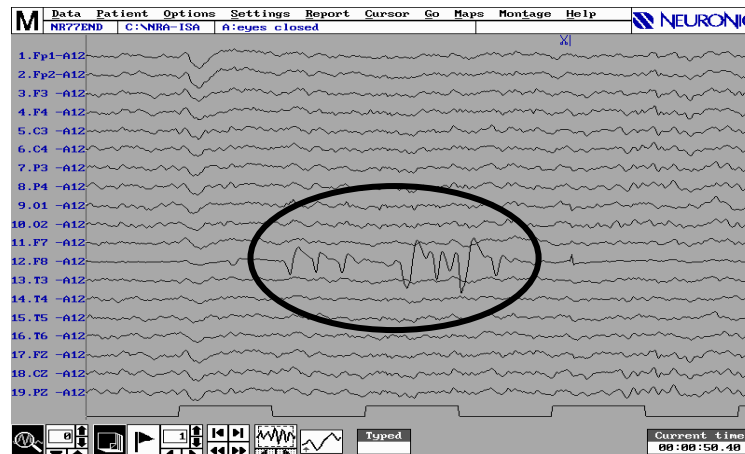 M Data Patient Options Settings Report Cursor Go Maps Montage Help
NR77END C:\NRA-ISA A:eyes closed NEURONIC
1.Fp1-A12
2.Fp2-A12
3.F3 -A12
4.F4 -A12
5.C3 -A12
6.C4 -A12
7.P3 -A12
8.P4 -A12
9.O1 -A12
10.O2 -A12
11.F7 -A12
12.F8 -A12
13.T3 -A12
14.T4 -A12
15.T5 -A12
16.T6 -A12
17.FZ -A12
18.CZ -A12
19.PZ -A12
0 1 Typed Current time
00:00:50.40